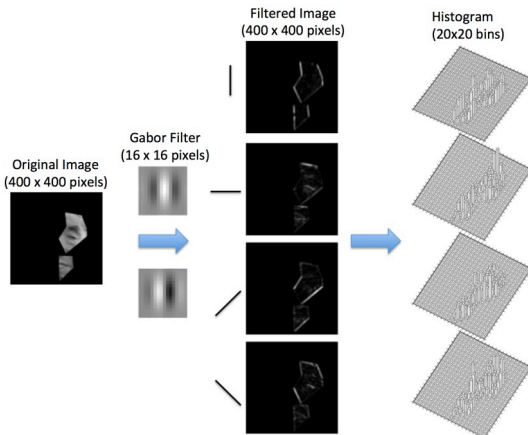 Original Image
(400 x 400 pixels)
Gabor Filter
(16 x 16 pixels)
Filtered Image
(400 x 400 pixels)
Histogram
(20x20 bins)